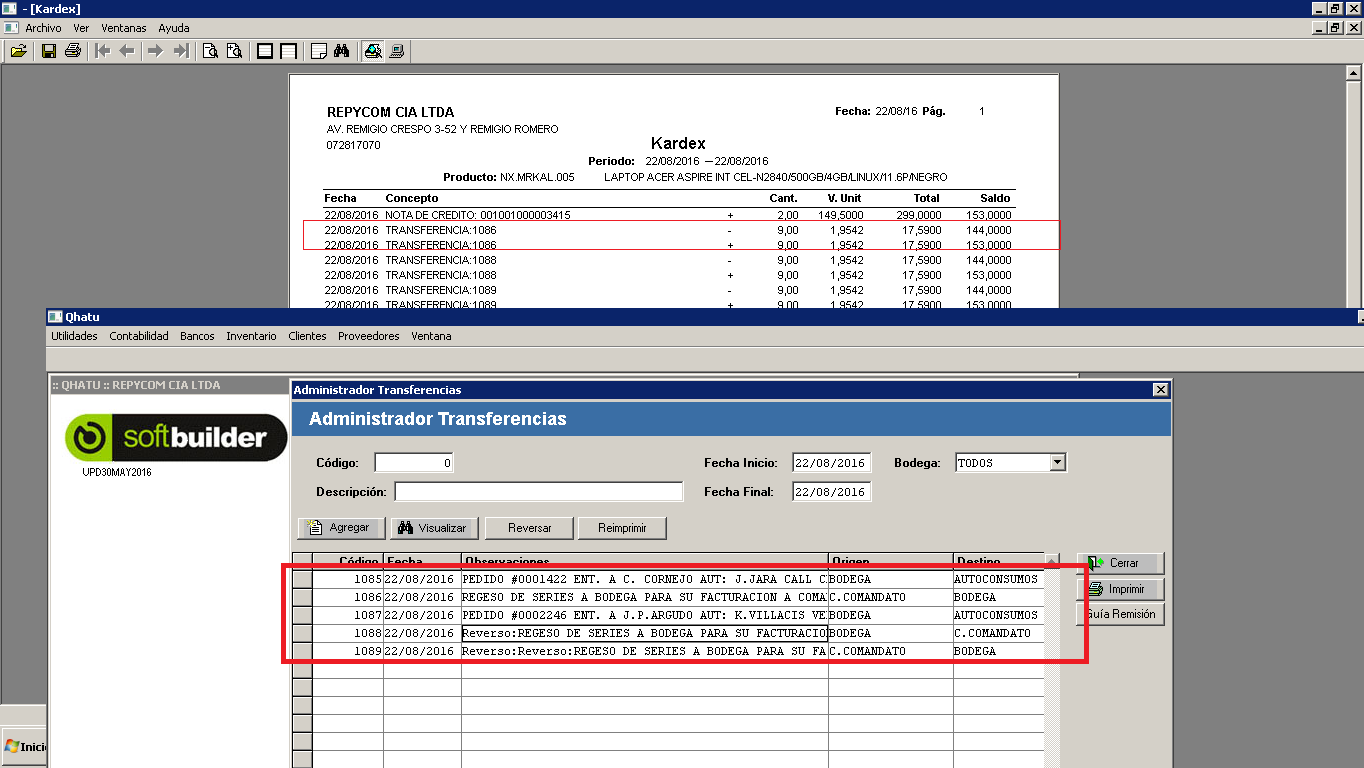 - [Kardex]
Archivo Ver Ventanas Ayuda
REPYCOM CIA LTDA
Fecha: 22/08/16 Pág. 1
AV. REMIGIO CRESPO 3-52 Y REMIGIO ROMERO
072817070
Kardex
Periodo: 22/08/2016 —22/08/2016
Producto: NX.MRKAL.005 LAPTOP ACER ASPIRE INT CEL-N2840/500GB/4GB/LINUX/11.6P/NEGRO
Fecha Concepto Cant. V. Unit Total Saldo
22/08/2016 NOTA DE CREDITO: 001001000003415 + 2,00 149,5000 299,0000 153,0000
22/08/2016 TRANSFERENCIA:1086 - 9,00 1,9542 17,5900 144,0000
22/08/2016 TRANSFERENCIA:1086 + 9,00 1,9542 17,5900 153,0000
22/08/2016 TRANSFERENCIA:1088 - 9,00 1,9542 17,5900 144,0000
22/08/2016 TRANSFERENCIA:1088 + 9,00 1,9542 17,5900 153,0000
22/08/2016 TRANSFERENCIA:1089 - 9,00 1,9542 17,5900 144,0000
22/08/2016 TRANSFERENCIA:1089 + 9,00 1,9542 17,5900 153,0000
Qhatu
Utilidades Contabilidad Bancos Inventario Clientes Proveedores Ventana
:: QHATU :: REPYCOM CIA LTDA
softbuilder
UPD30MAY2016
Administrador Transferencias
Administrador Transferencias
Código: 0 Fecha Inicio: 22/08/2016 Bodega: TODOS
Descripción: Fecha Final: 22/08/2016
Agregar Visualizar Reversar Reimprimir
Código Fecha Observaciones Origen Destino
1085 22/08/2016 PEDIDO #0001422 ENT. A C. CORNEJO AUT: J.JARA CALL C BODEGA AUTOCONSUMOS
1086 22/08/2016 REGESO DE SERIES A BODEGA PARA SU FACTURACION A COMA C.COMANDATO BODEGA
1087 22/08/2016 PEDIDO #0002246 ENT. A J.P.ARGUDO AUT: K.VILLACIS VE BODEGA AUTOCONSUMOS
1088 22/08/2016 Reverso:REGESO DE SERIES A BODEGA PARA SU FACTURACIO BODEGA C.COMANDATO
1089 22/08/2016 Reverso:Reverso:REGESO DE SERIES A BODEGA PARA SU FA C.COMANDATO BODEGA
Cerrar
Imprimir
Guía Remisión
Inicio